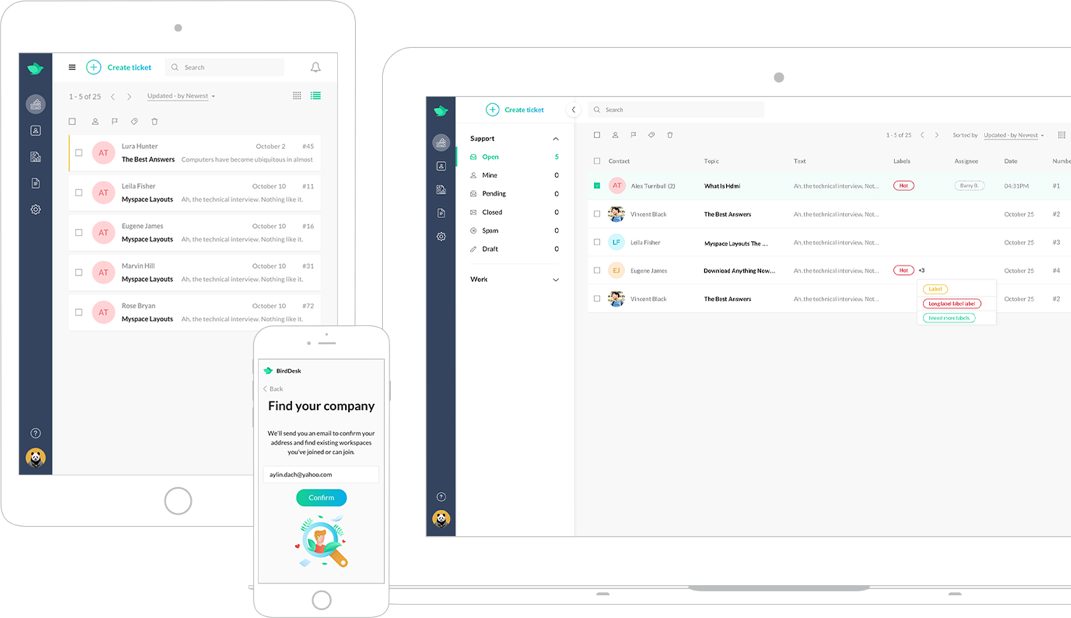 Create ticket
Search
1 - 5 of 25
Updated - by Newest
AT
Lura Hunter
October 2
#45
The Best Answers
Computers have become ubiquitous in almost
AT
Leila Fisher
October 10
#11
Myspace Layouts
Ah, the technical interview. Nothing like it.
AT
Eugene James
October 10
#16
Myspace Layouts
Ah, the technical interview. Nothing like it.
AT
Marvin Hill
October 10
#31
Myspace Layouts
Ah, the technical interview. Nothing like it.
AT
Rose Bryan
October 10
#72
Myspace Layouts
Ah, the technical interview. Nothing like it.
?
BirdDesk
Back
Find your company
We'll send you an email to confirm your
address and find existing workspaces
you've joined or can join.
aylin.dach@yahoo.com
Confirm
Create ticket
Support
Open 5
Mine 0
Pending 0
Closed 0
Spam 0
Draft 0
Work
?
Search
1 - 5 of 25
Sorted by Updated - by Newest
Contact Topic Text Labels Assignee Date Numbe
AT Alex Turnbull (2) What Is Hdmi Ah, the technical interview. Not... Hot Barry B. 04:31PM #1
Vincent Black The Best Answers Ah, the technical interview. Not... October 25 #2
LF Leila Fisher Myspace Layouts The ... Ah, the technical interview. Not... October 25 #3
EJ Eugene James Download Anything Now... Ah, the technical interview. Not... Hot +3 October 25 #4
Label
Vincent Black The Best Answers Ah, the technical interview. Not... October 25 #2
Long label label label
more labels